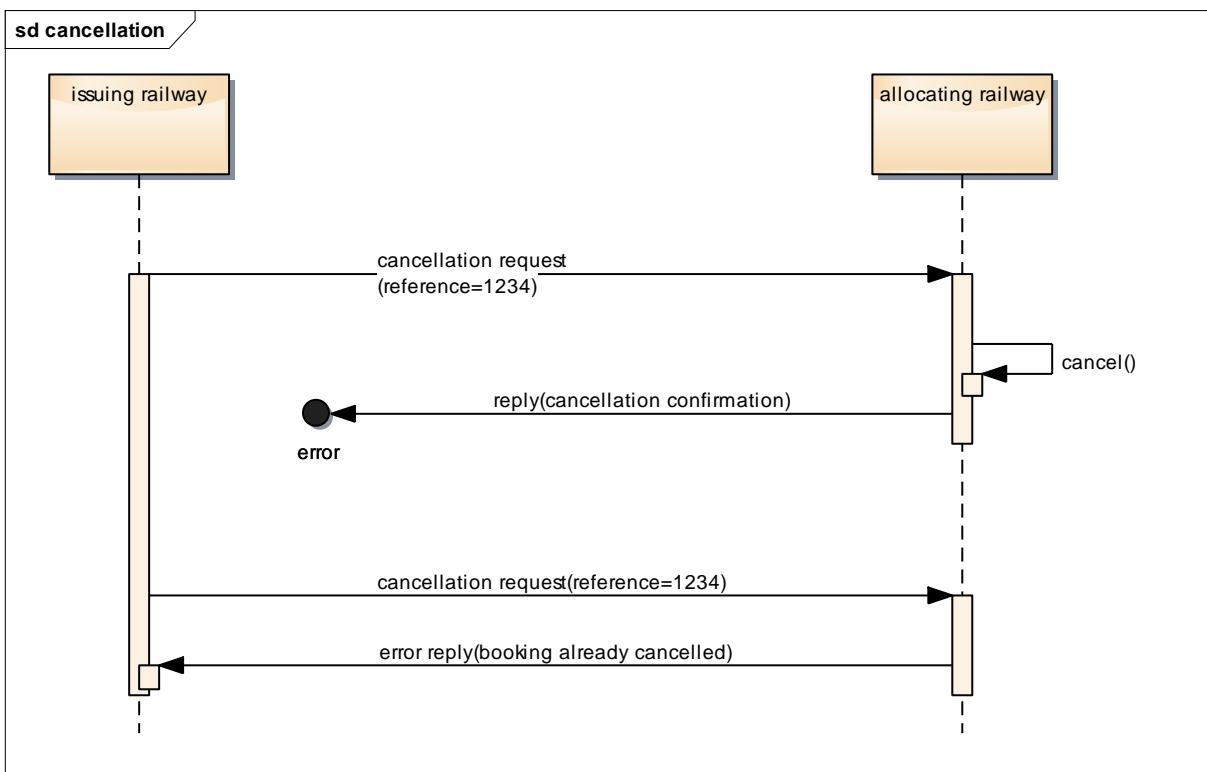 sd cancellation
issuing railway
allocating railway
cancellation request
(reference=1234)
cancel()
reply(cancellation confirmation)
error
cancellation request(reference=1234)
error reply(booking already cancelled)